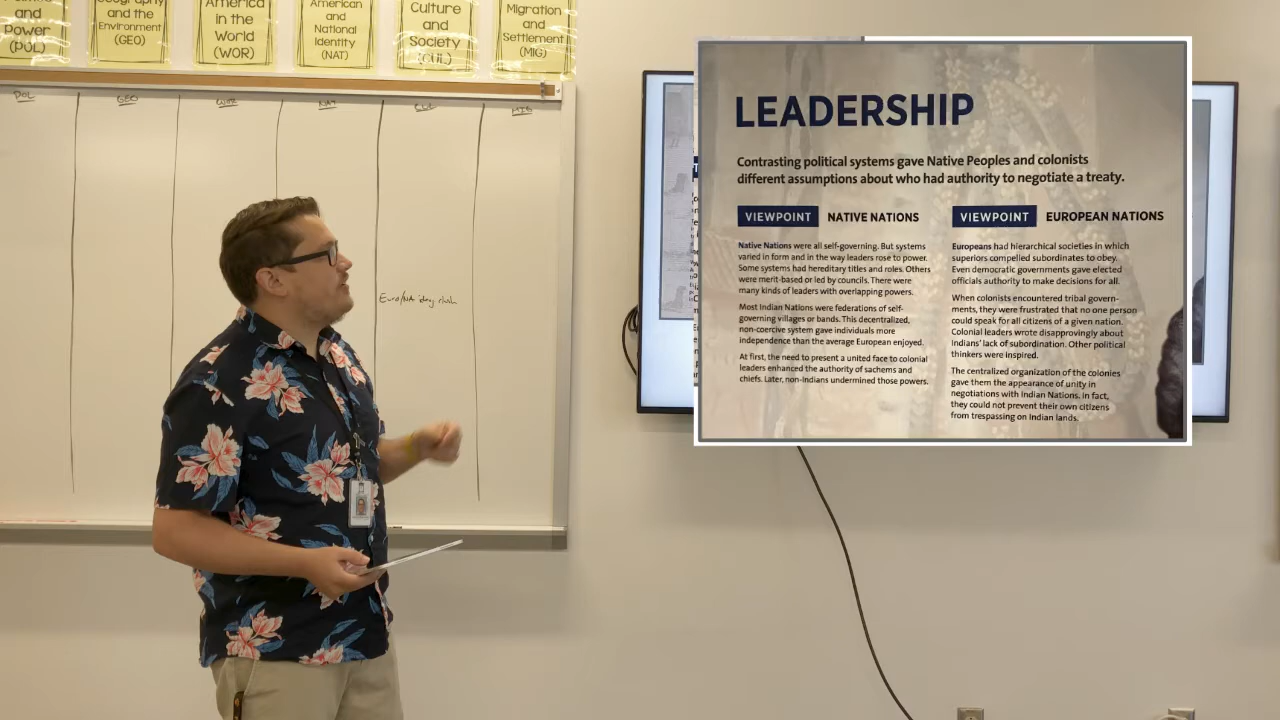 and
Power
(POL)
Geography
and the
Environment
(GEO)
America
in the
World
(WOR)
American
and
National
Identity
(NAT)
Culture
and
Society
(CUL)
Migration
and
Settlement
(MIG)
POL
GEO
WOR
NAT
CUL
MIG
Euro/NA
LEADERSHIP
Contrasting political systems gave Native Peoples and colonists
different assumptions about who had authority to negotiate a treaty.
VIEWPOINT NATIVE NATIONS
Native Nations were all self-governing. But systems
varied in form and in the way leaders rose to power.
Some systems had hereditary titles and roles. Others
were merit-based or led by councils. There were
many kinds of leaders with overlapping powers.
Most Indian Nations were federations of self-
governing villages or bands. This decentralized,
non-coercive system gave individuals more
independence than the average European enjoyed.
At first, the need to present a united face to colonial
leaders enhanced the authority of sachems and
chiefs. Later, non-Indians undermined those powers.
VIEWPOINT EUROPEAN NATIONS
Europeans had hierarchical societies in which
superiors compelled subordinates to obey.
Even democratic governments gave elected
officials authority to make decisions for all.
When colonists encountered tribal govern-
ments, they were frustrated that no one person
could speak for all citizens of a given nation.
Colonial leaders wrote disapprovingly about
Indians' lack of subordination. Other political
thinkers were inspired.
The centralized organization of the colonies
gave them the appearance of unity in
negotiations with Indian Nations. In fact,
they could not prevent their own citizens
from trespassing on Indian lands.